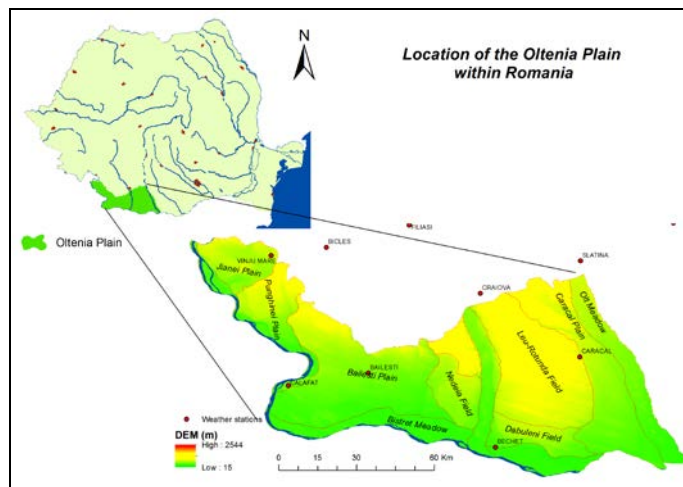 Location of the Oltenia Plain
within Romania
N
Oltenia Plain
FILIASI
BICLES
SLATINA
VINJU MARE
Jianei Plain
Punghinei Plain
CRAIOVA
Olt Meadow
Caracal Plain
Leu-Rotunda Field
CARACAL
BAILESTI
Bailesti Plain
CALAFAT
Nedeia Field
Bistret Meadow
Dabuleni Field
BECHET
Weather stations
DEM (m)
High : 2544
Low : 15
0 15 30 60 Km